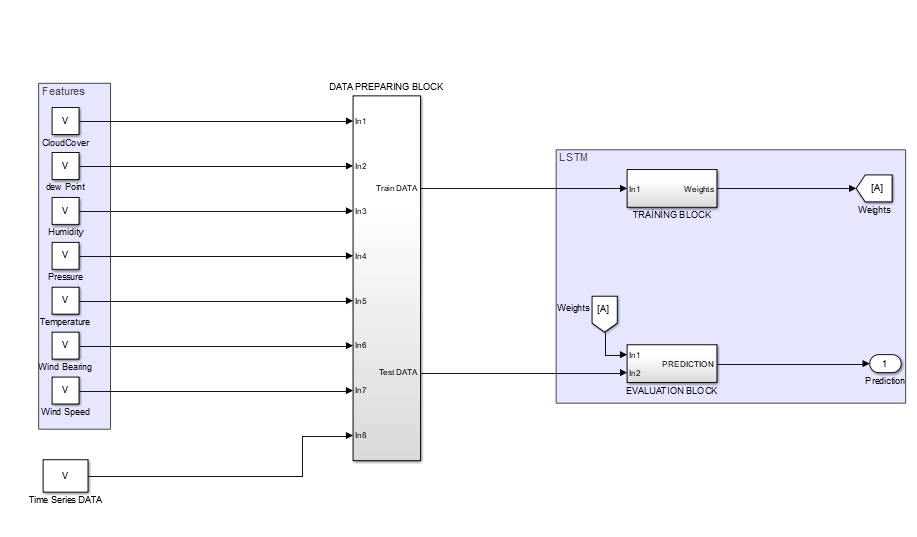 DATA PREPARING BLOCK
Features
V
CloudCover
V
dew Point
V
Humidity
V
Pressure
V
Temperature
V
Wind Bearing
V
Wind Speed
V
Time Series DATA
In1
In2
In3
In4
In5
In6
In7
In8
Train DATA
Test DATA
LSTM
In1
Weights
TRAINING BLOCK
[A]
Weights
Weights
[A]
In1
In2
PREDICTION
EVALUATION BLOCK
1
Prediction